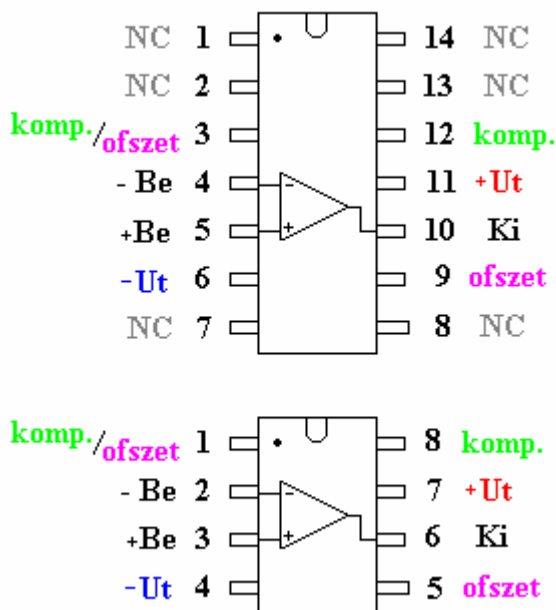 NC 1 14 NC
NC 2 13 NC
komp./ofszet 3 12 komp.
- Be 4 - 11 +Ut
+Be 5 + 10 Ki
-Ut 6 9 ofszet
NC 7 8 NC
komp./ofszet 1 8 komp.
- Be 2 - 7 +Ut
+Be 3 + 6 Ki
-Ut 4 5 ofszet